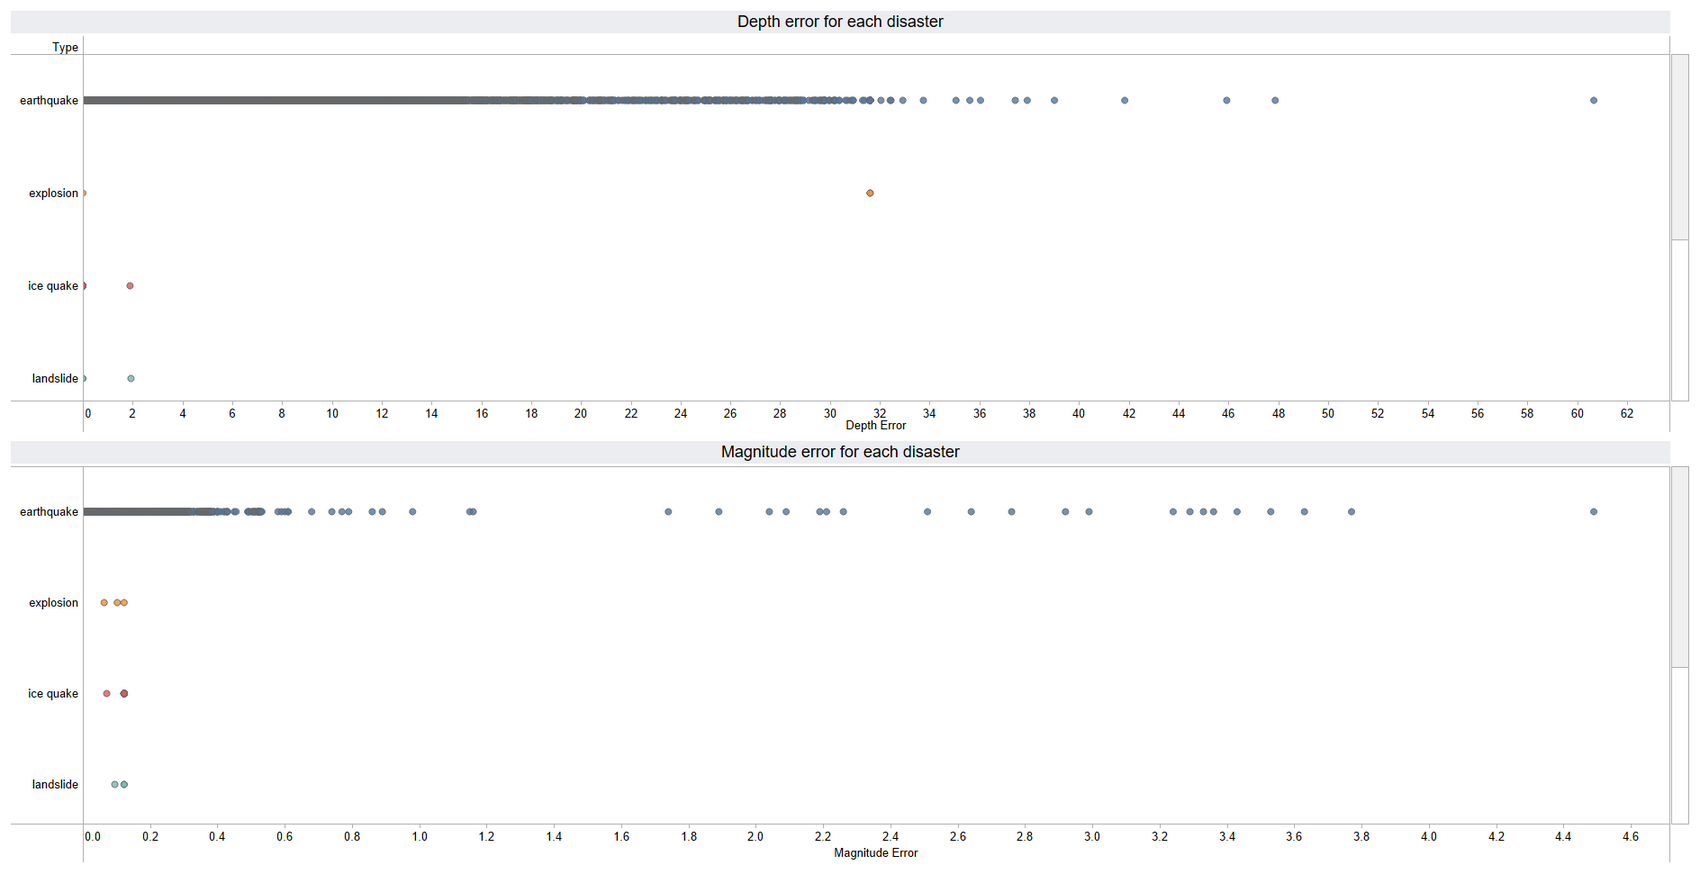 Depth error for each disaster
Type
earthquake
explosion
ice quake
landslide
0 2 4 6 8 10 12 14 16 18 20 22 24 26 28 30 32 34 36 38 40 42 44 46 48 50 52 54 56 58 60 62
Depth Error
Magnitude error for each disaster
earthquake
explosion
ice quake
landslide
0.0 0.2 0.4 0.6 0.8 1.0 1.2 1.4 1.6 1.8 2.0 2.2 2.4 2.6 2.8 3.0 3.2 3.4 3.6 3.8 4.0 4.2 4.4 4.6
Magnitude Error